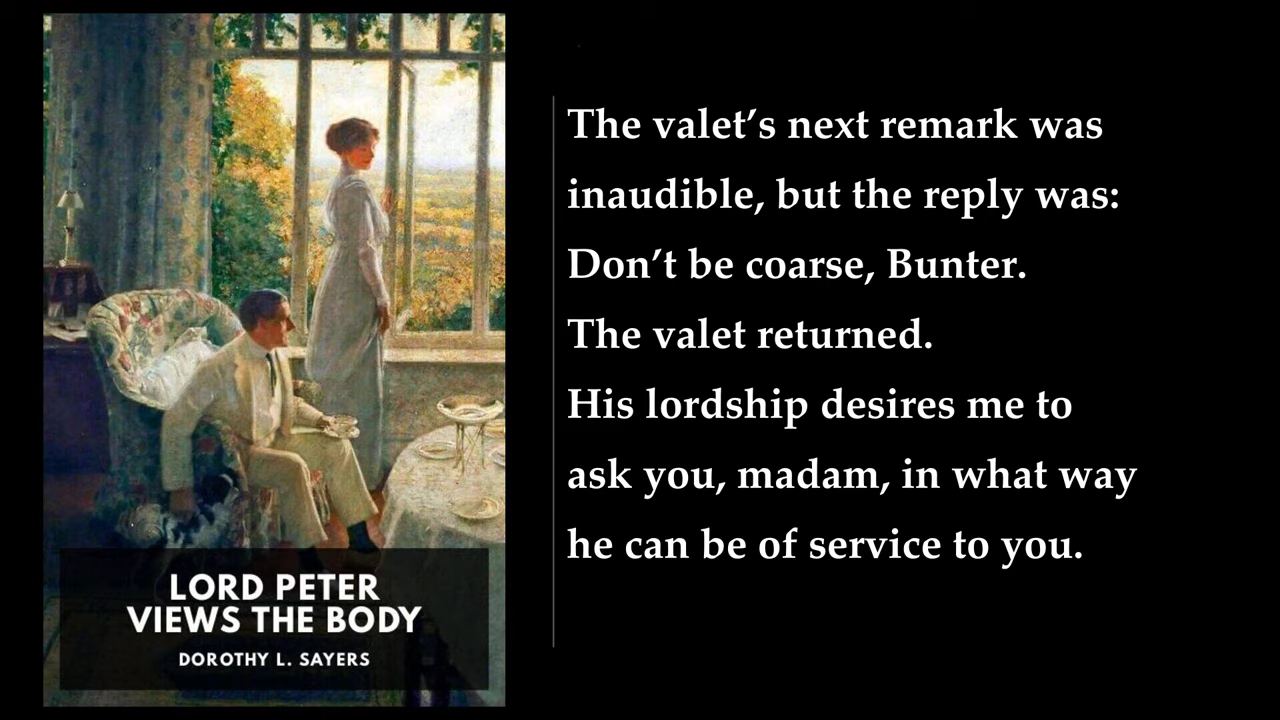 The valet’s next remark was
inaudible, but the reply was:
Don’t be coarse, Bunter.
The valet returned.
His lordship desires me to
ask you, madam, in what way
he can be of service to you.
LORD PETER
VIEWS THE BODY
DOROTHY L. SAYERS